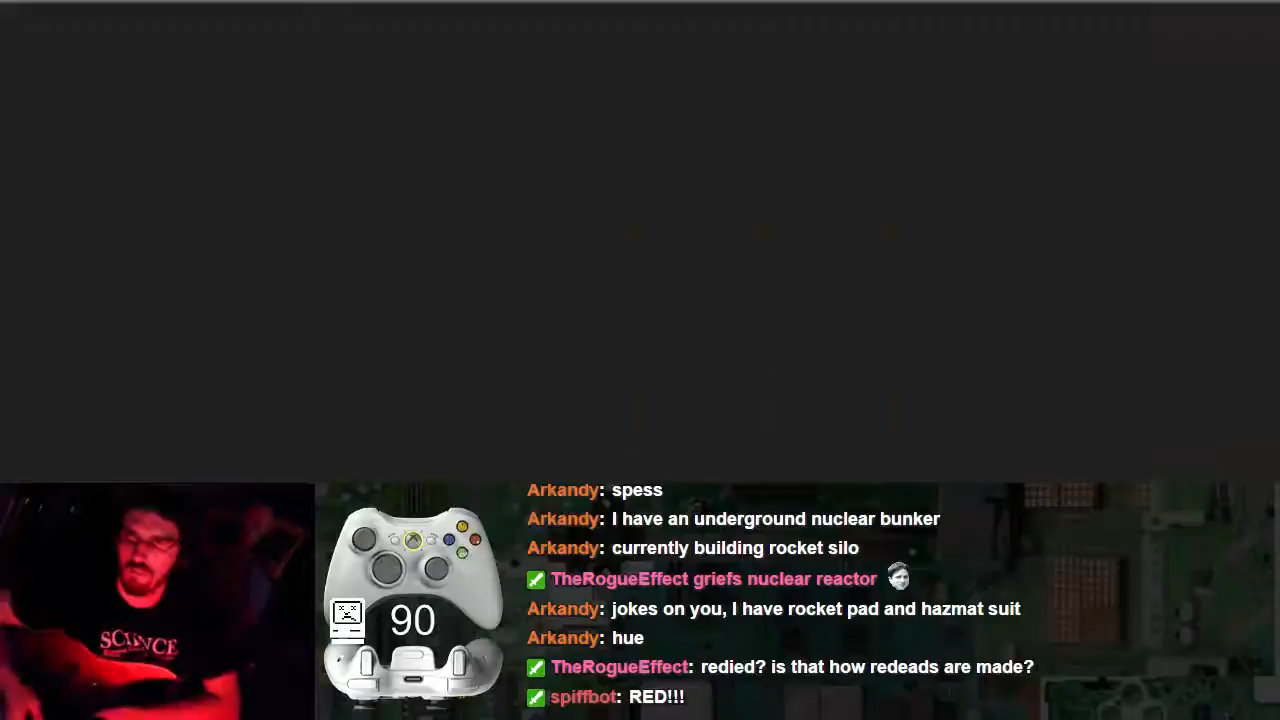 Arkandy: spess
Arkandy: I have an underground nuclear bunker
Arkandy: currently building rocket silo
TheRogueEffect griefs nuclear reactor
Arkandy: jokes on you, I have rocket pad and hazmat suit
Arkandy: hue
TheRogueEffect: redied? is that how redeads are made?
spiffbot: RED!!!
90
SCIENCE